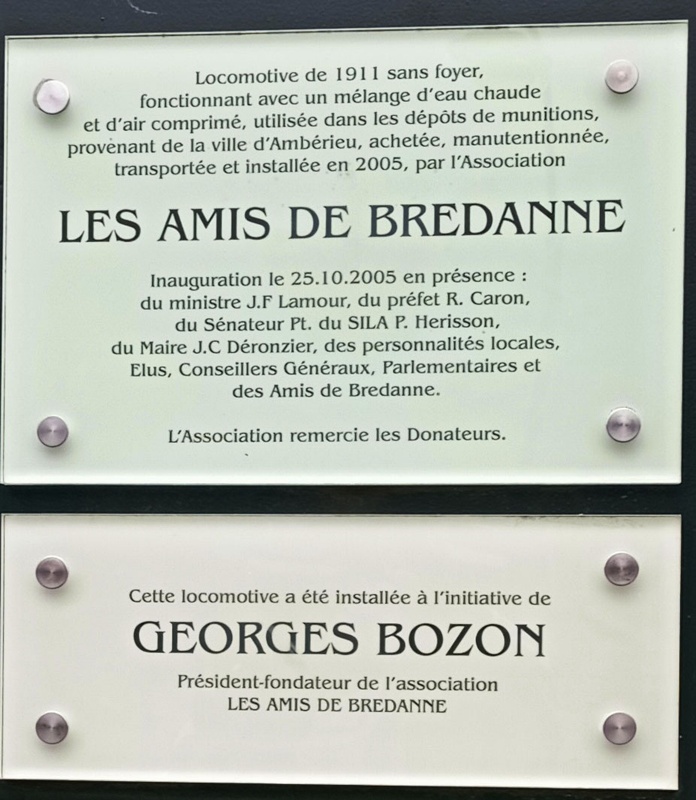 Locomotive de 1911 sans foyer,
fonctionnant avec un mélange d'eau chaude
et d'air comprimé, utilisée dans les dépôts de munitions,
provenant de la ville d'Ambérieu, achetée, manutentionnée,
transportée et installée en 2005, par l'Association
LES AMIS DE BREDANNE
Inauguration le 25.10.2005 en présence :
du ministre J.F Lamour, du préfet R. Caron,
du Sénateur Pt. du SILA P. Herisson,
du Maire J.C Déronzier, des personnalités locales,
Elus, Conseillers Généraux, Parlementaires et
des Amis de Bredanne.
L'Association remercie les Donateurs.
Cette locomotive a été installée à l'initiative de
GEORGES BOZON
Président-fondateur de l'association
LES AMIS DE BREDANNE